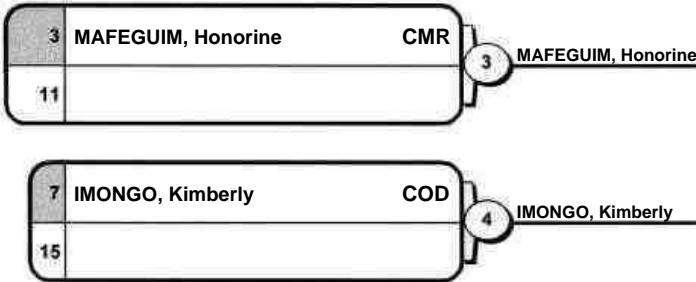 3 MAFEGUIM, Honorine CMR
3 MAFEGUIM, Honorine
11
7 IMONGO, Kimberly COD
4 IMONGO, Kimberly
15